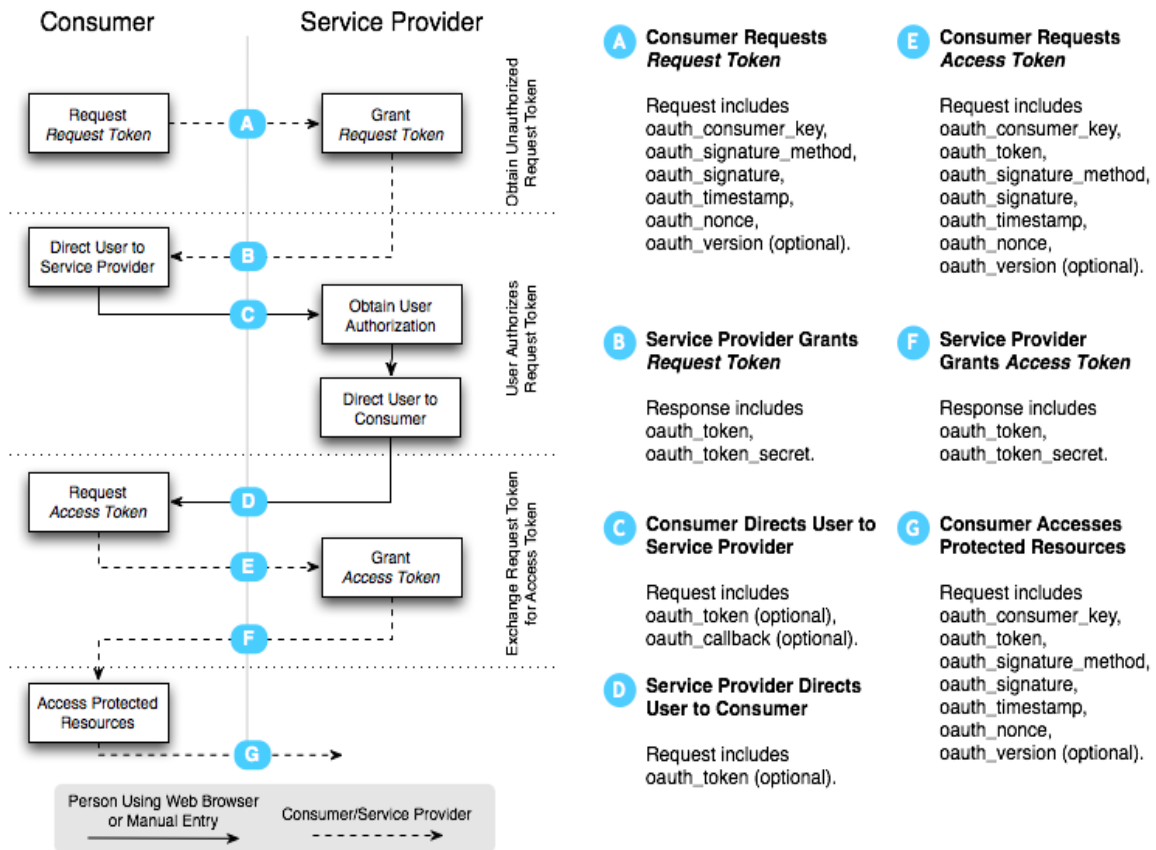 Consumer
Service Provider
Request
Request Token
A
Grant
Request Token
Obtain Unauthorized
Request Token
Direct User to
Service Provider
B
C
Obtain User
Authorization
Direct User to
Consumer
User Authorizes
Request Token
Request
Access Token
D
E
Grant
Access Token
F
Exchange Request Token
for Access Token
Access Protected
Resources
G
Person Using Web Browser
or Manual Entry
Consumer/Service Provider
A
Consumer Requests
Request Token
Request includes
oauth_consumer_key,
oauth_signature_method,
oauth_signature,
oauth_timestamp,
oauth_nonce,
oauth_version (optional).
B
Service Provider Grants
Request Token
Response includes
oauth_token,
oauth_token_secret.
C
Consumer Directs User to
Service Provider
Request includes
oauth_token (optional),
oauth_callback (optional).
D
Service Provider Directs
User to Consumer
Request includes
oauth_token (optional).
E
Consumer Requests
Access Token
Request includes
oauth_consumer_key,
oauth_token,
oauth_signature_method,
oauth_signature,
oauth_timestamp,
oauth_nonce,
oauth_version (optional).
F
Service Provider
Grants Access Token
Response includes
oauth_token,
oauth_token_secret.
G
Consumer Accesses
Protected Resources
Request includes
oauth_consumer_key,
oauth_token,
oauth_signature_method,
oauth_signature,
oauth_timestamp,
oauth_nonce,
oauth_version (optional).